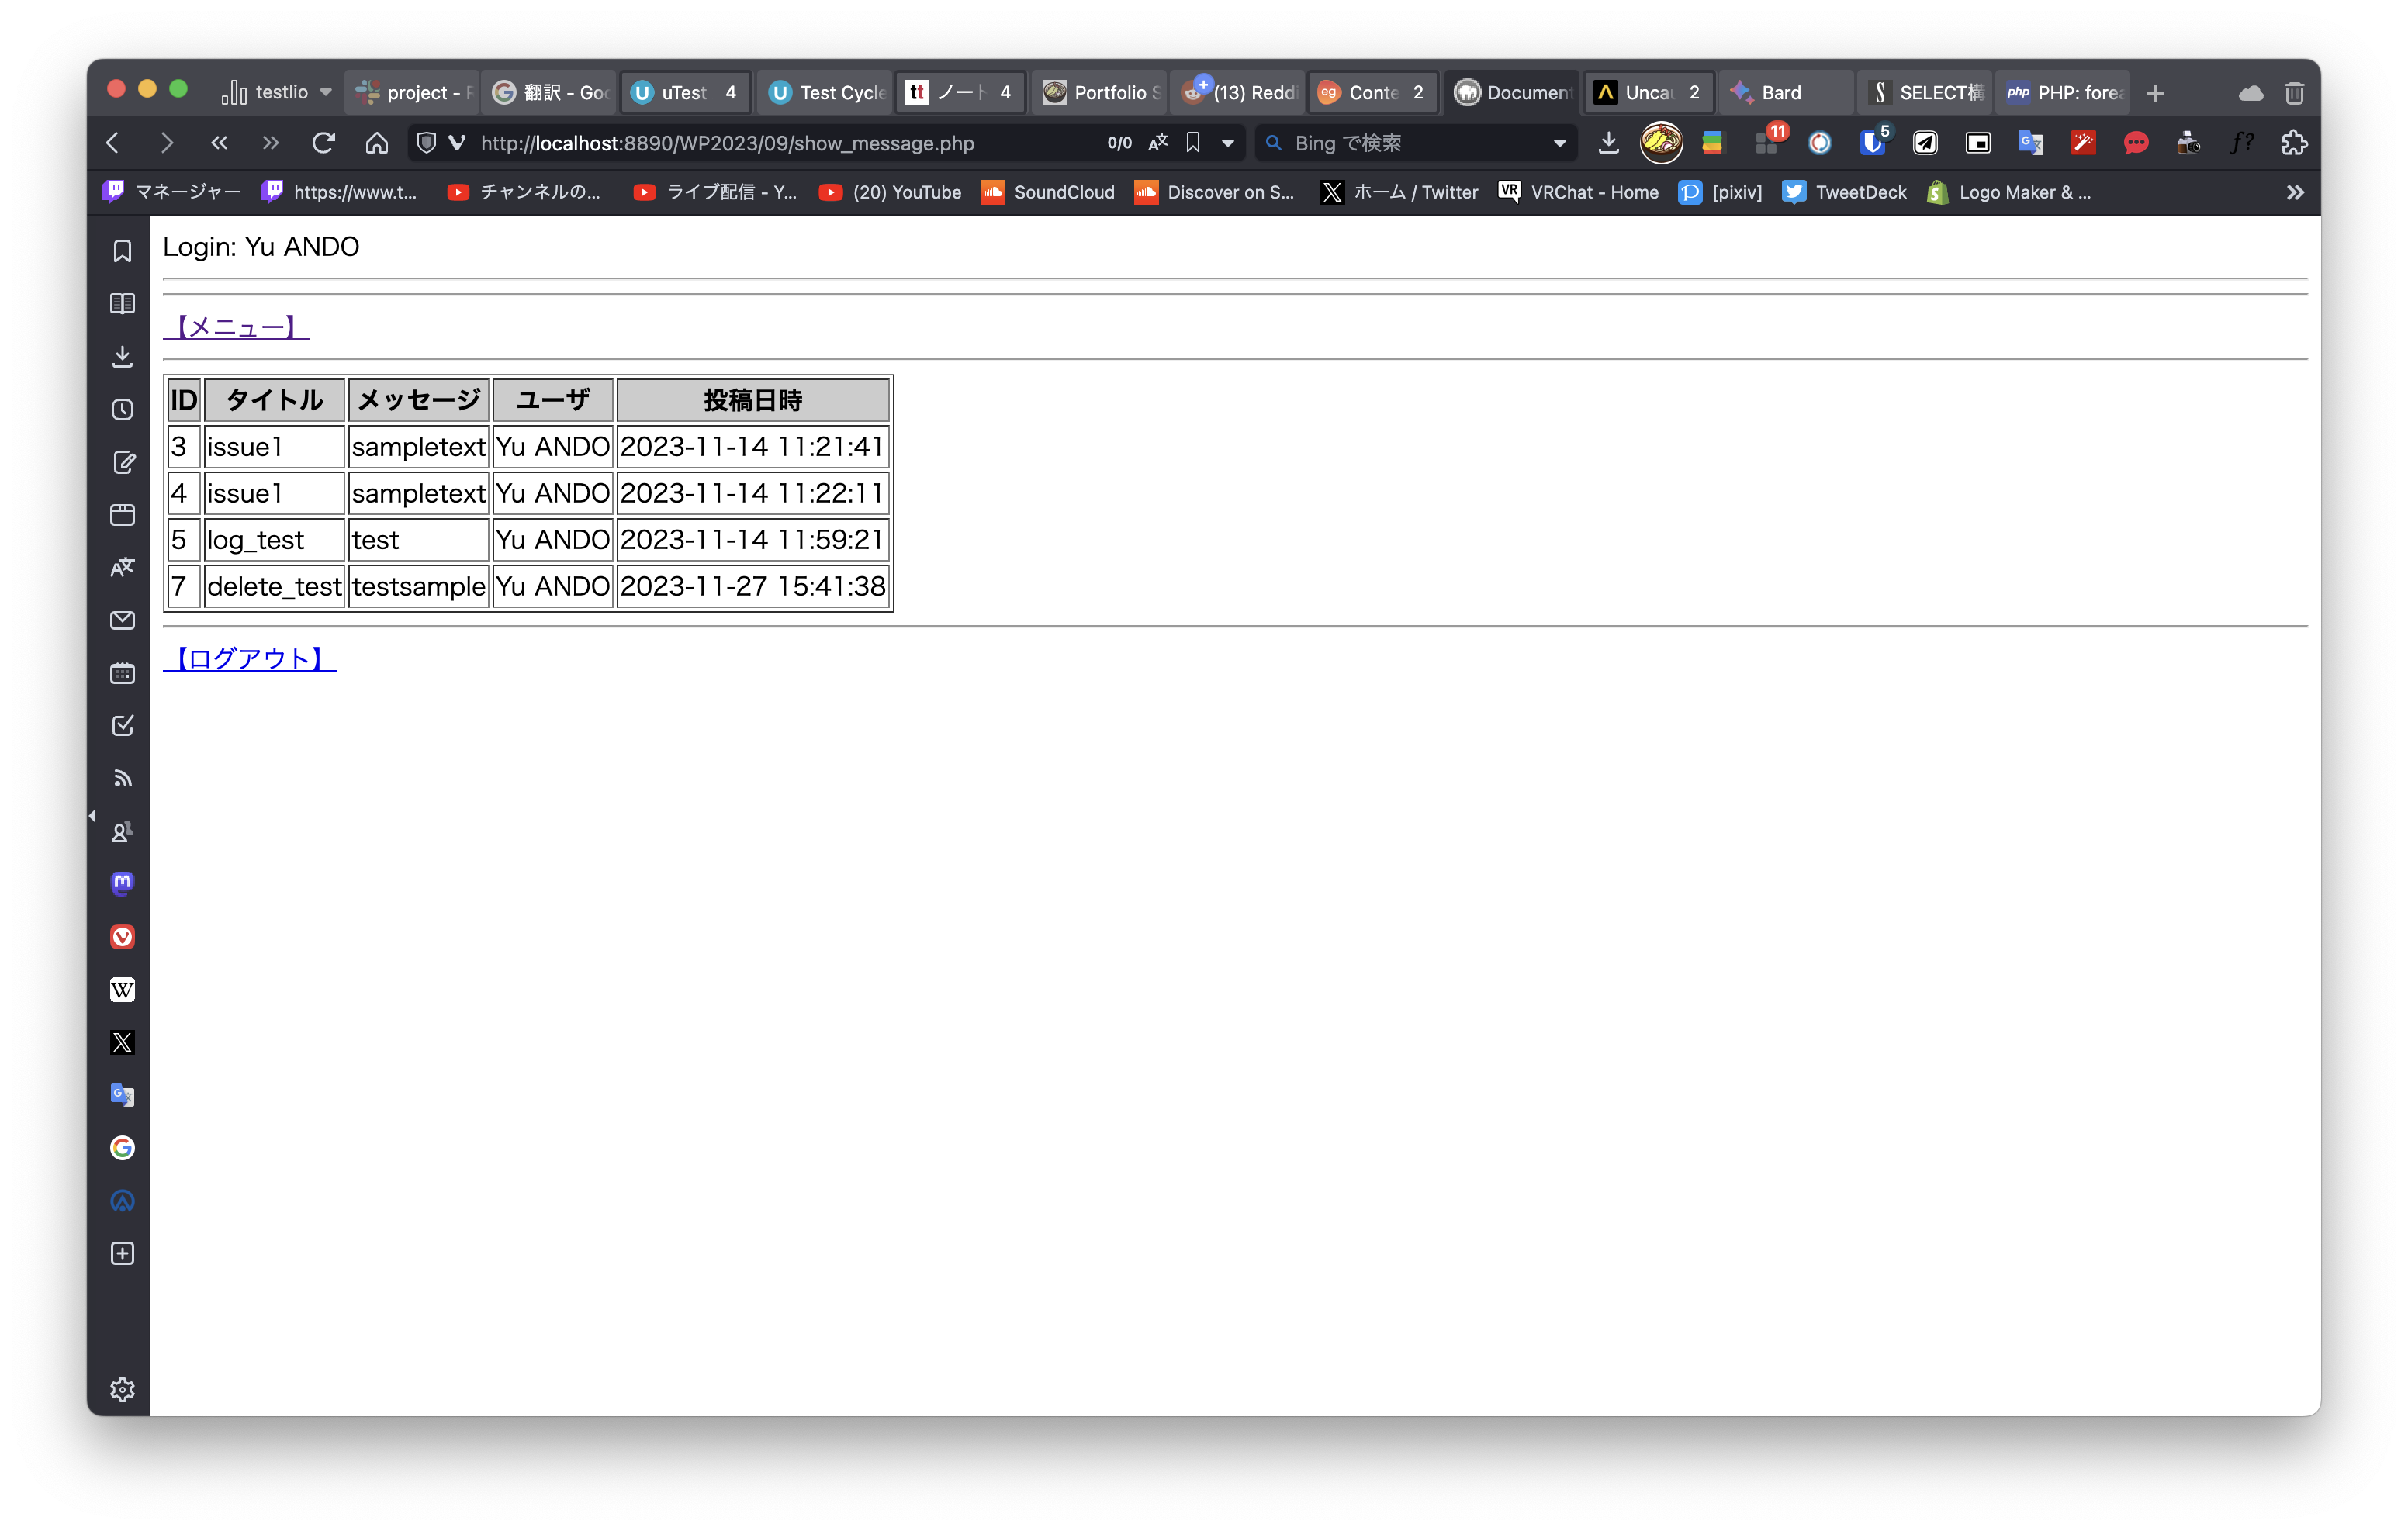 testlio project - 翻訳 - Goo uTest 4 Test Cycle tt ノート 4 Portfolio S (13) Reddi eg Conte 2 Document Uncau 2 Bard SELECT構 php PHP: forea
http://localhost:8890/WP2023/09/show_message.php 0/0 Bing で検索 11 5 f?
マネージャー https://www.t... チャンネルの... ライブ配信 - Y... (20) YouTube SoundCloud Discover on S... ホーム / Twitter VR VRChat - Home [pixiv] TweetDeck Logo Maker & ...
Login: Yu ANDO
【メニュー】
ID タイトル メッセージ ユーザ 投稿日時
3 issue1 sampletext Yu ANDO 2023-11-14 11:21:41
4 issue1 sampletext Yu ANDO 2023-11-14 11:22:11
5 log_test test Yu ANDO 2023-11-14 11:59:21
7 delete_test testsample Yu ANDO 2023-11-27 15:41:38
【ログアウト】